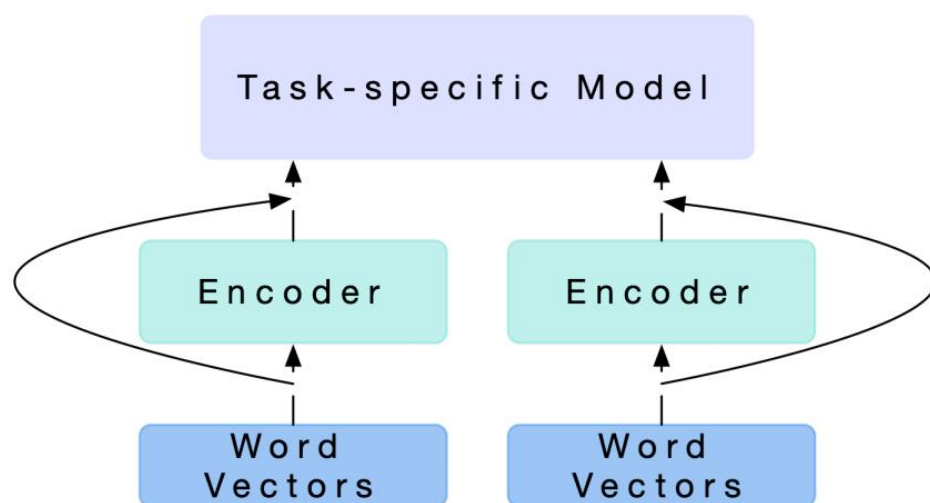 Task-specific Model
Encoder
Encoder
Word
Vectors
Word
Vectors